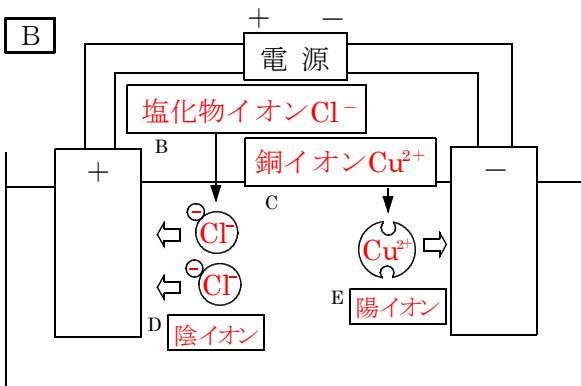 B
+ −
電源
塩化物イオンCl⁻
B
銅イオンCu²⁺
C
+
−
− Cl⁻
Cu²⁺
− Cl⁻
D
陰イオン
E
陽イオン